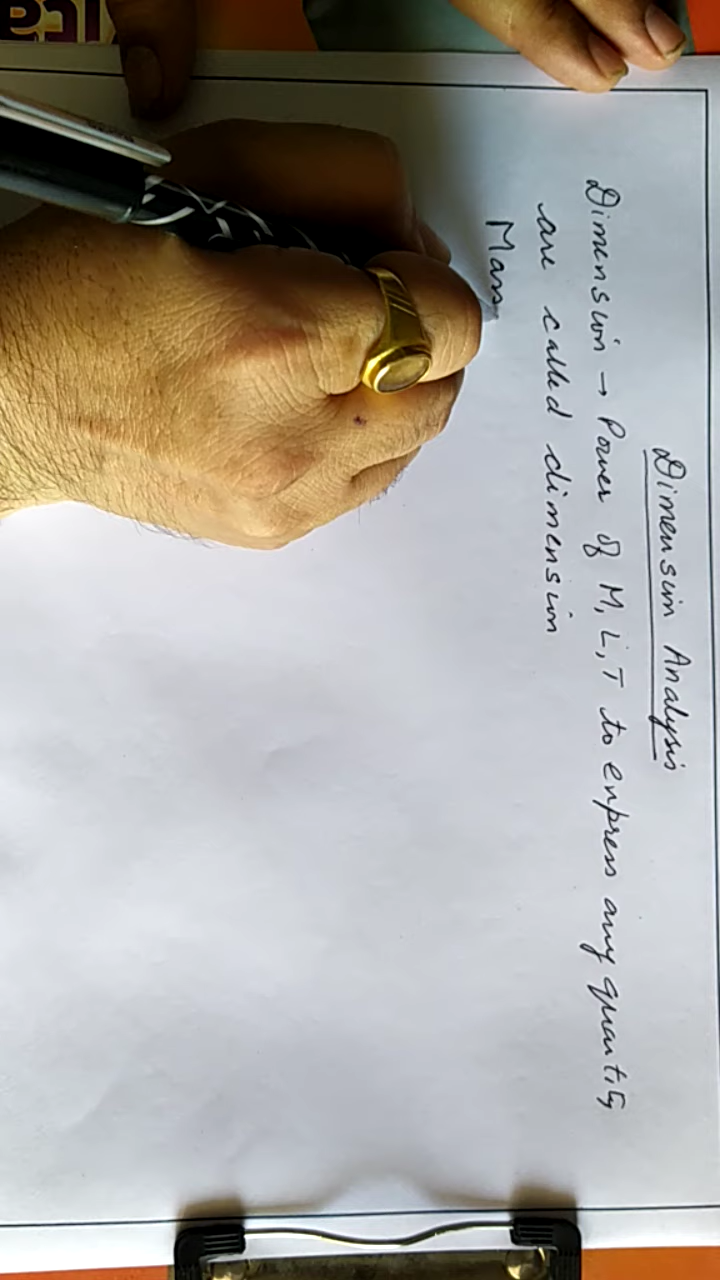 Dimension Analysis
Dimension → Power of M, L, T to express any quantity
are called dimension
Mass